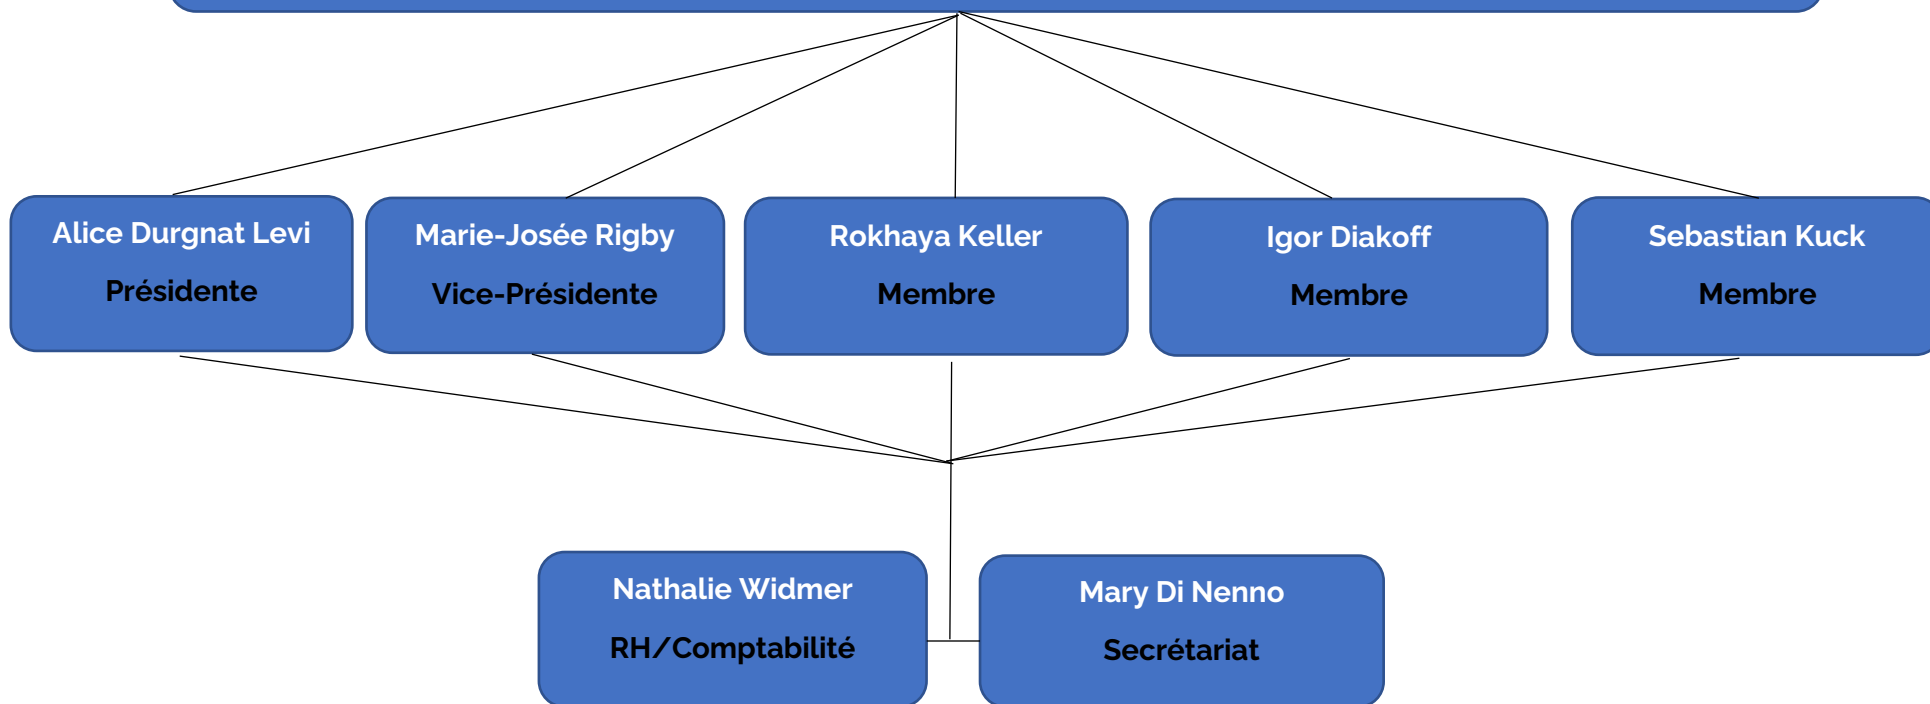 Alice Durgnat Levi
Présidente
Marie-Josée Rigby
Vice-Présidente
Rokhaya Keller
Membre
Igor Diakoff
Membre
Sebastian Kuck
Membre
Nathalie Widmer
RH/Comptabilité
Mary Di Nenno
Secrétariat